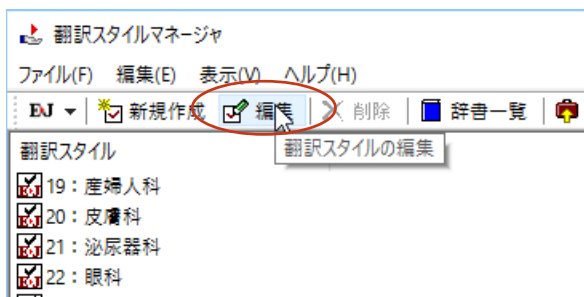 翻訳スタイルマネージャ
ファイル(F) 編集(E) 表示(V) ヘルプ(H)
EJ 新規作成 編集 削除 辞書一覧
翻訳スタイルの編集
翻訳スタイル
19：産婦人科
20：皮膚科
21：泌尿器科
22：眼科